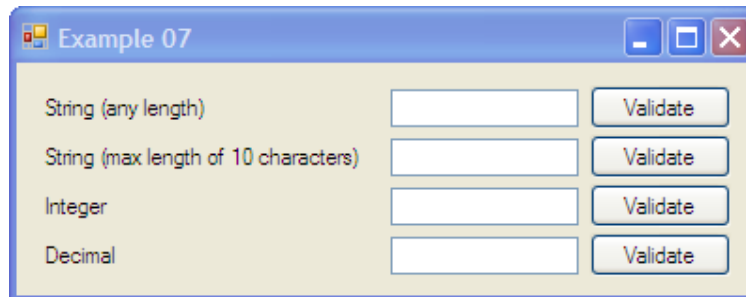 Example 07
String (any length) Validate
String (max length of 10 characters) Validate
Integer Validate
Decimal Validate